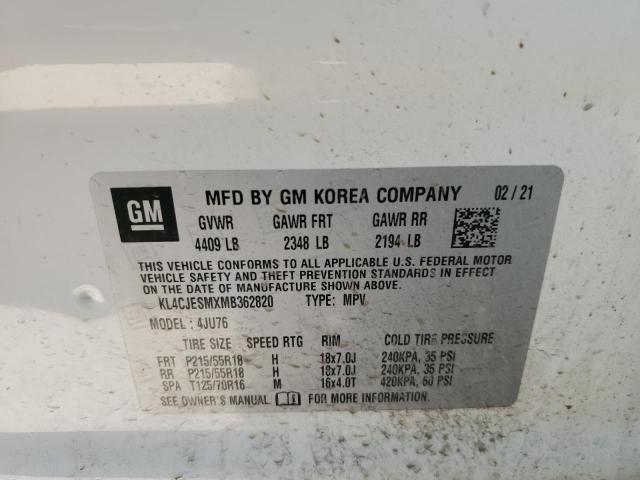 GM
MFD BY GM KOREA COMPANY 02 / 21
GVWR GAWR FRT GAWR RR
4409 LB 2348 LB 2194 LB
THIS VEHICLE CONFORMS TO ALL APPLICABLE U.S. FEDERAL MOTOR
VEHICLE SAFETY AND THEFT PREVENTION STANDARDS IN EFFECT
ON THE DATE OF MANUFACTURE SHOWN ABOVE.
KL4CJESMXMB362820 TYPE: MPV
MODEL: 4JU76
TIRE SIZE SPEED RTG RIM COLD TIRE PRESSURE
FRT P215/55R18 H 18x7.0J 240KPA, 35 PSI
RR P215/55R18 H 18x7.0J 240KPA, 35 PSI
SPA T125/70R16 M 16x4.0T 420KPA, 60 PSI
SEE OWNER'S MANUAL FOR MORE INFORMATION.